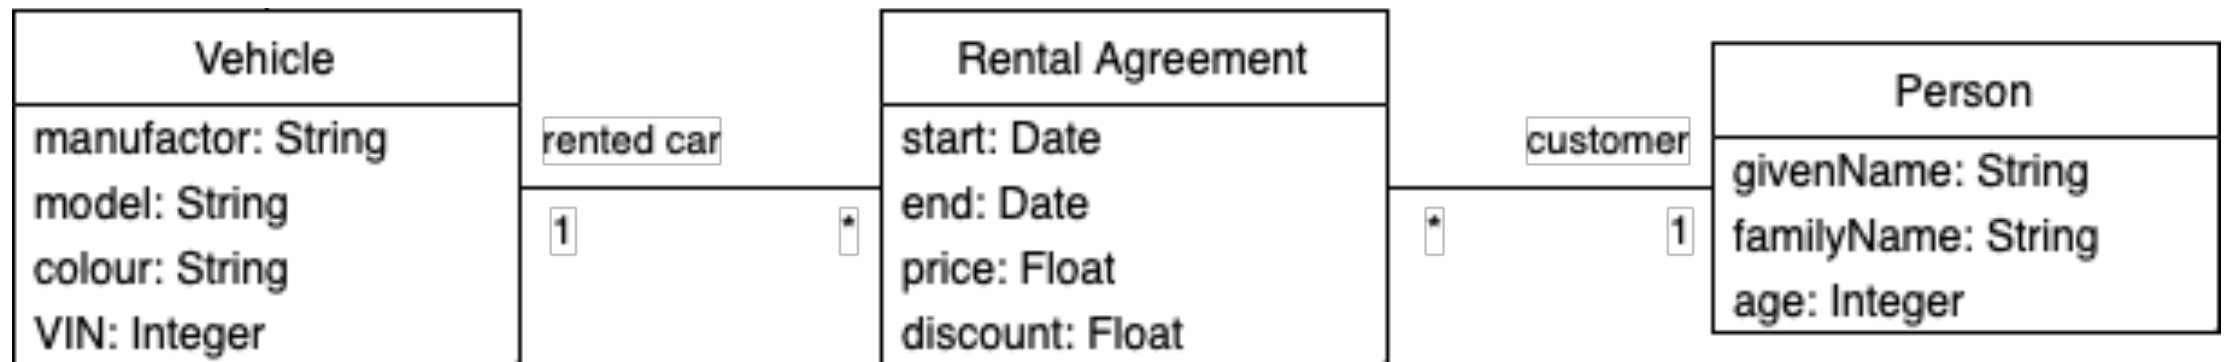 Vehicle
manufactor: String
model: String
colour: String
VIN: Integer
rented car
1
*
Rental Agreement
start: Date
end: Date
price: Float
discount: Float
customer
*
1
Person
givenName: String
familyName: String
age: Integer